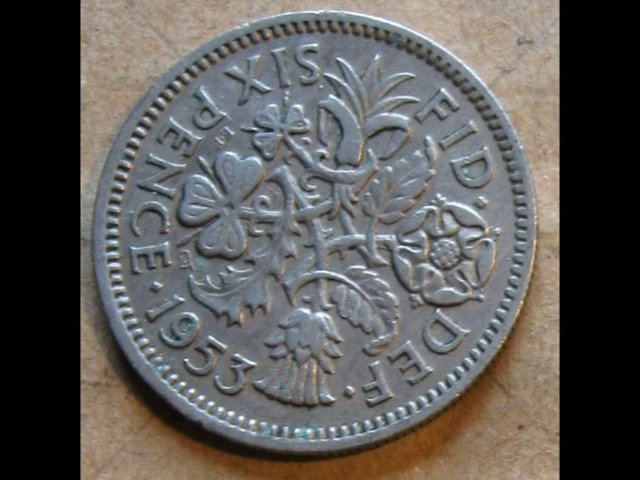 FID · DEF ·
SIX PENCE · 1953